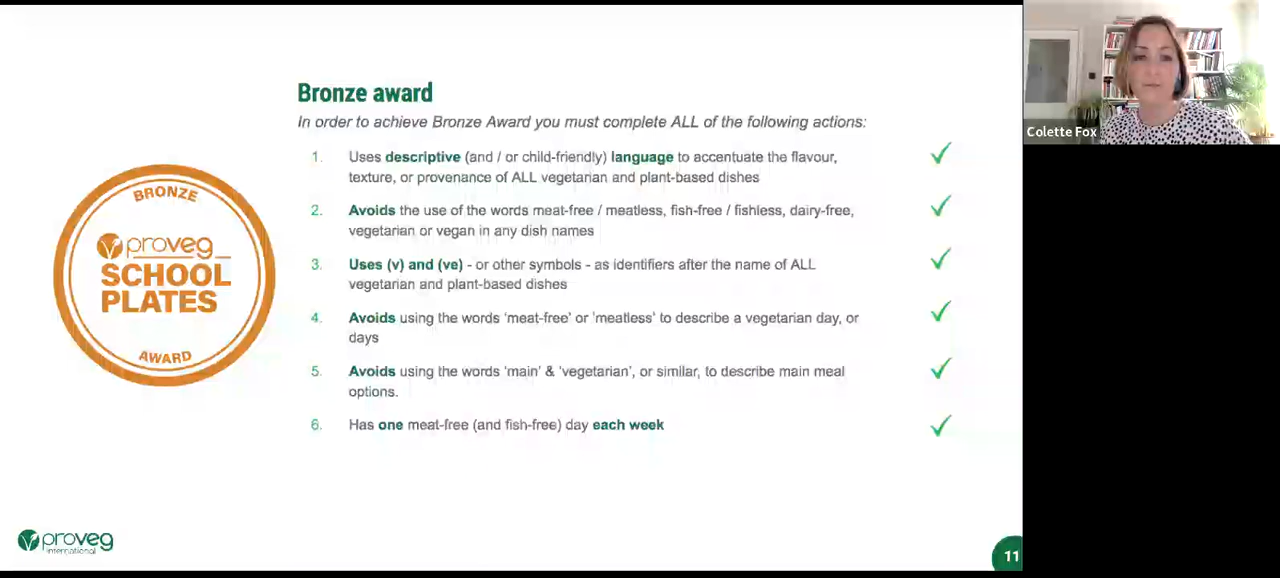 Bronze award
In order to achieve Bronze Award you must complete ALL of the following actions:
1. Uses descriptive (and / or child-friendly) language to accentuate the flavour,
texture, or provenance of ALL vegetarian and plant-based dishes
2. Avoids the use of the words meat-free / meatless, fish-free / fishless, dairy-free,
vegetarian or vegan in any dish names
3. Uses (v) and (ve) - or other symbols - as identifiers after the name of ALL
vegetarian and plant-based dishes
4. Avoids using the words ‘meat-free’ or ‘meatless’ to describe a vegetarian day, or
days
5. Avoids using the words ‘main’ & ‘vegetarian’, or similar, to describe main meal
options.
6. Has one meat-free (and fish-free) day each week
BRONZE
proveg
SCHOOL
PLATES
AWARD
proveg
international
11
Colette Fox